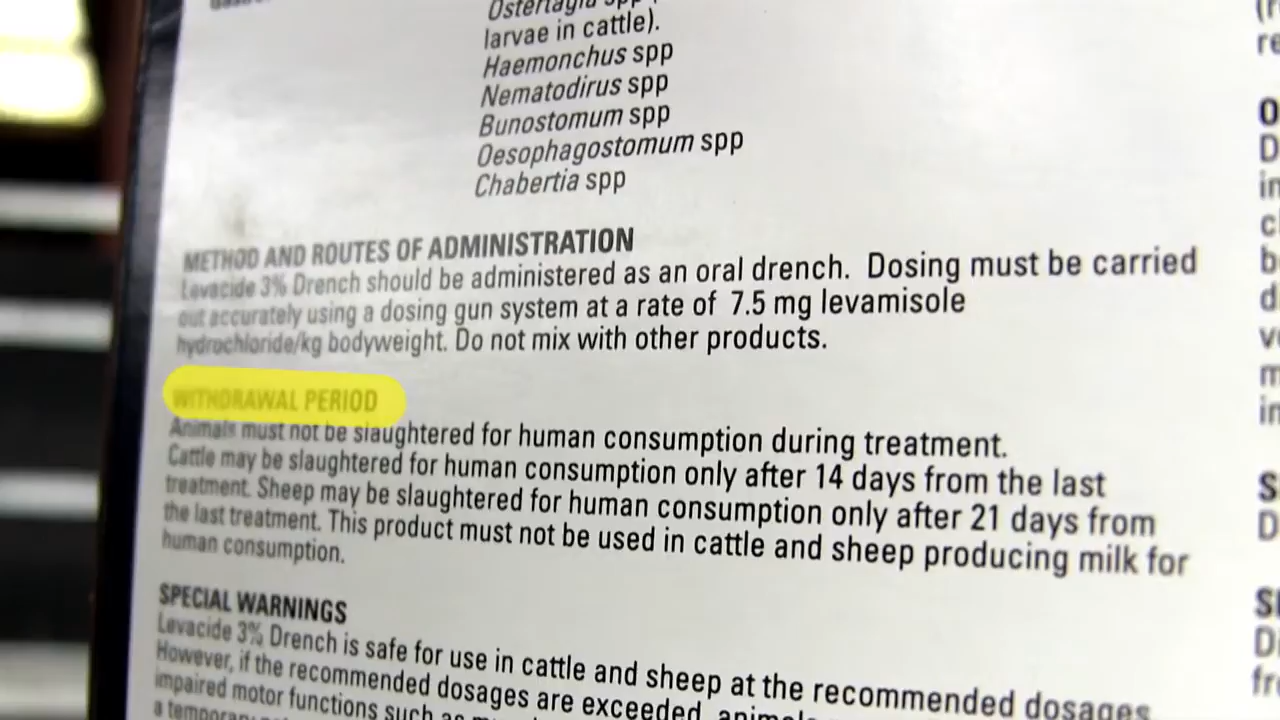 Ostertagia spp
larvae in cattle).
Haemonchus spp
Nematodirus spp
Bunostomum spp
Oesophagostomum spp
Chabertia spp
METHOD AND ROUTES OF ADMINISTRATION
Levacide 3% Drench should be administered as an oral drench. Dosing must be carried
out accurately using a dosing gun system at a rate of 7.5 mg levamisole
hydrochloride/kg bodyweight. Do not mix with other products.
WITHDRAWAL PERIOD
Animals must not be slaughtered for human consumption during treatment.
Cattle may be slaughtered for human consumption only after 14 days from the last
treatment. Sheep may be slaughtered for human consumption only after 21 days from
the last treatment. This product must not be used in cattle and sheep producing milk for
human consumption.
SPECIAL WARNINGS
Levacide 3% Drench is safe for use in cattle and sheep at the recommended dosages.
However, if the recommended dosages are exceeded, animals
impaired motor functions such as
a temporary